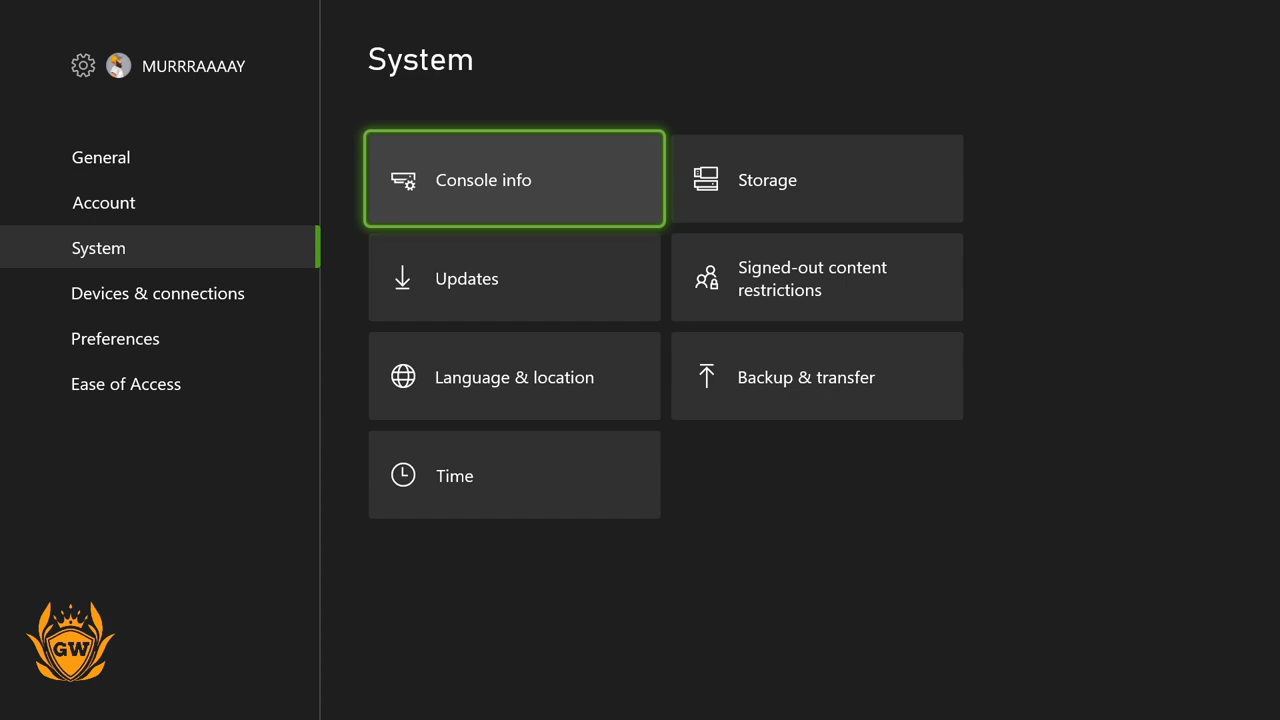 MURRRAAAAY
General
Account
System
Devices & connections
Preferences
Ease of Access
System
Console info
Storage
Updates
Signed-out content
restrictions
Language & location
Backup & transfer
Time
GW